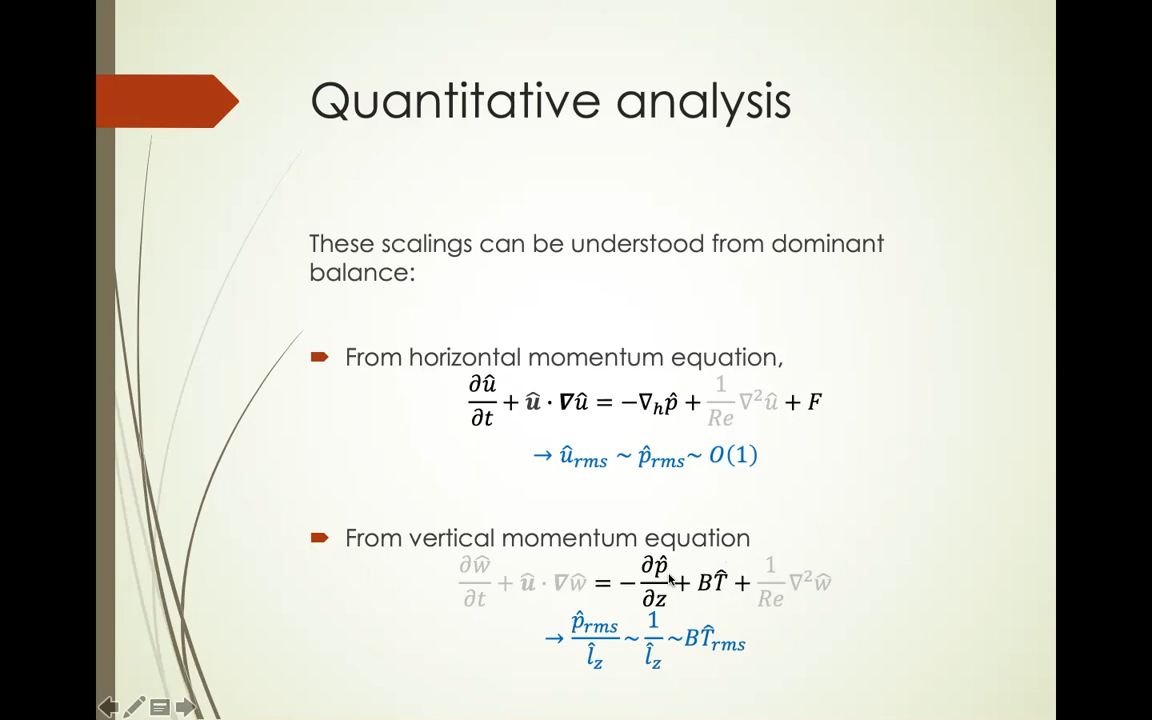 Quantitative analysis
These scalings can be understood from dominant
balance:
From horizontal momentum equation,
∂û/∂t + û · ∇û = −∇ₕp̂ + 1/Re ∇²û + F
→ û_rms ~ p̂_rms ~ O(1)
From vertical momentum equation
∂ŵ/∂t + û · ∇ŵ = − ∂p̂/∂z + BT̂ + 1/Re ∇²ŵ
→ p̂_rms/l̂_z ~ 1/l̂_z ~ BT̂_rms